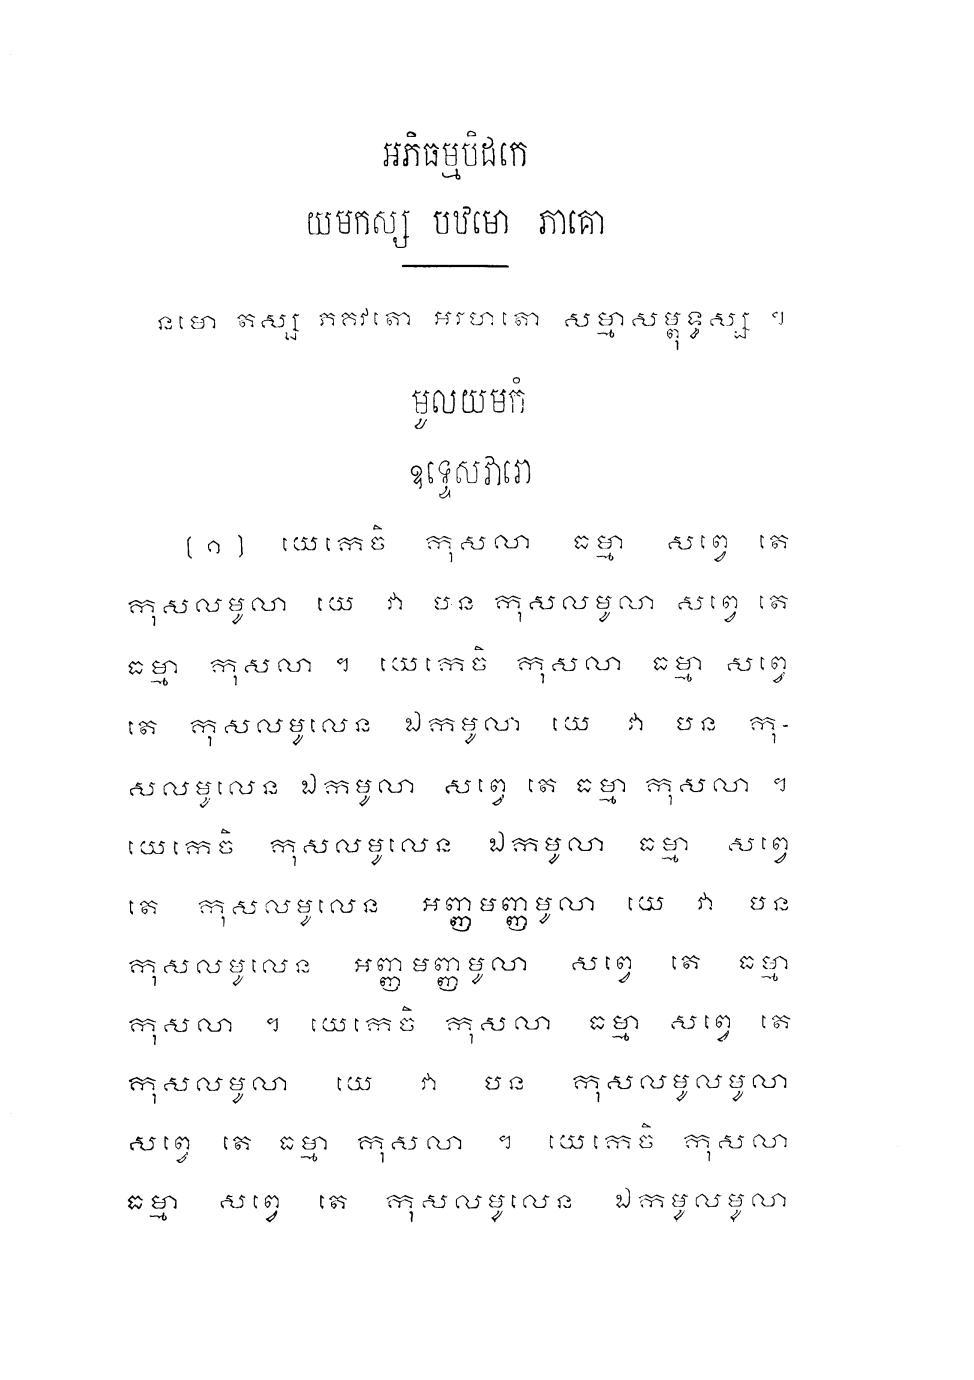 អភិធម្មបិដកេ
យមកស្ស បឋមោ ភាគោ
នមោ តស្ស ភគវតោ អរហតោ សម្មាសម្ពុទ្ធស្ស ។
មូលយមកំ
ឧទ្ទេសវារោ
(១) យេកេចិ កុសលា ធម្មា សព្វេ តេ
កុសលមូលា យេ វា បន កុសលមូលា សព្វេ តេ
ធម្មា កុសលា ។ យេកេចិ កុសលា ធម្មា សព្វេ
តេ កុសលមូលេន ឯកមូលា យេ វា បន កុ-
សលមូលេន ឯកមូលា សព្វេ តេ ធម្មា កុសលា ។
យេកេចិ កុសលមូលេន ឯកមូលា ធម្មា សព្វេ
តេ កុសលមូលេន អញ្ញមញ្ញមូលា យេ វា បន
កុសលមូលេន អញ្ញមញ្ញមូលា សព្វេ តេ ធម្មា
កុសលា ។ យេកេចិ កុសលា ធម្មា សព្វេ តេ
កុសលមូលា យេ វា បន កុសលមូលមូលា
សព្វេ តេ ធម្មា កុសលា ។ យេកេចិ កុសលា
ធម្មា សព្វេ តេ កុសលមូលេន ឯកមូលមូលា